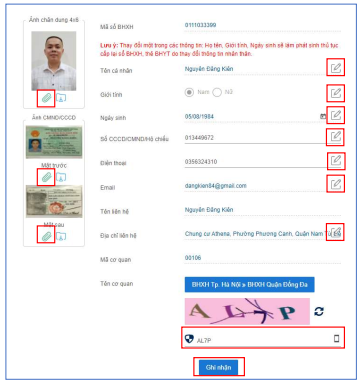 Ảnh chân dung 4x6
Mã số BHXH
0111033399
Lưu ý: Thay đổi một trong các thông tin: Họ tên, Giới tính, Ngày sinh sẽ làm phát sinh thủ tục
cấp lại sổ BHXH, thẻ BHYT do thay đổi thông tin nhân thân.
Tên cá nhân
Nguyễn Đăng Kiên
Giới tính
Nam
Nữ
Ảnh CMND/CCCD
Ngày sinh
05/08/1984
Số CCCD/CMND/Hộ chiếu
013449672
Mặt trước
Điện thoại
0356324310
Email
dangkien84@gmail.com
Tên liên hệ
Nguyễn Đăng Kiên
Mặt sau
Địa chỉ liên hệ
Chung cư Athena, Phường Phương Canh, Quận Nam Từ
Mã cơ quan
00106
Tên cơ quan
BHXH Tp. Hà Nội » BHXH Quận Đống Đa
AL7P
AL7P
Ghi nhận